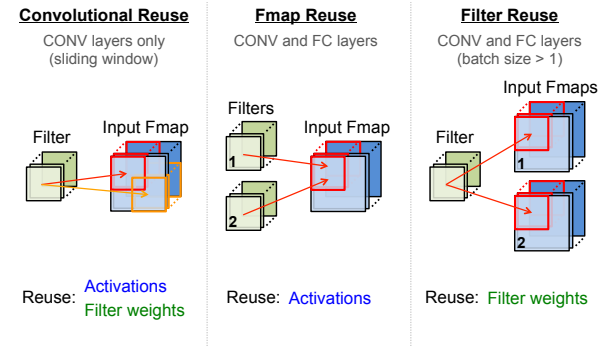 Convolutional Reuse
CONV layers only
(sliding window)
Filter
Input Fmap
Reuse:
Activations
Filter weights
Fmap Reuse
CONV and FC layers
Filters
Input Fmap
1
2
Reuse: Activations
Filter Reuse
CONV and FC layers
(batch size > 1)
Input Fmaps
Filter
1
2
Reuse: Filter weights